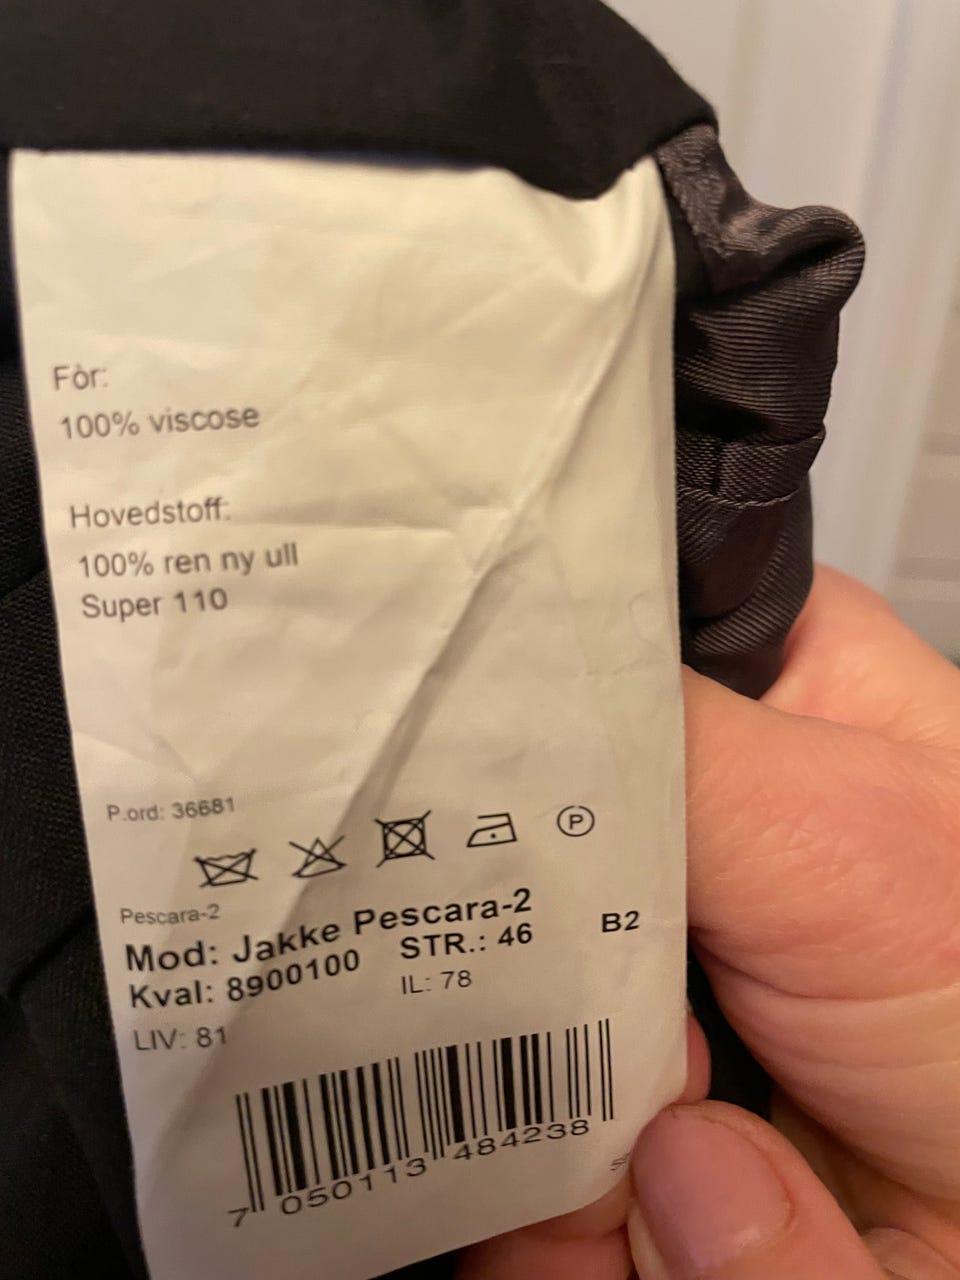 Fòr:
100% viscose
Hovedstoff:
100% ren ny ull
Super 110
P.ord: 36681
P
Pescara-2
Mod: Jakke Pescara-2
Kval: 8900100 STR.: 46 B2
LIV: 81 IL: 78
7 050113 484238